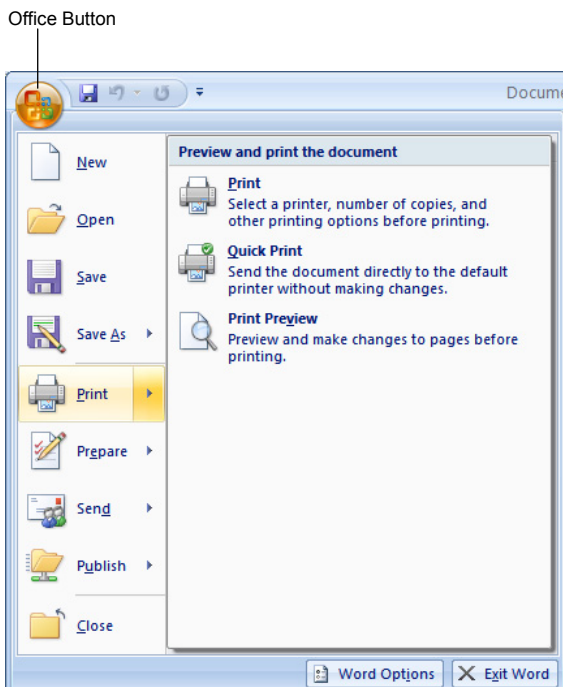 Office Button
Docume
New
Open
Save
Save As
Print
Prepare
Send
Publish
Close
Preview and print the document
Print
Select a printer, number of copies, and
other printing options before printing.
Quick Print
Send the document directly to the default
printer without making changes.
Print Preview
Preview and make changes to pages before
printing.
Word Options
Exit Word